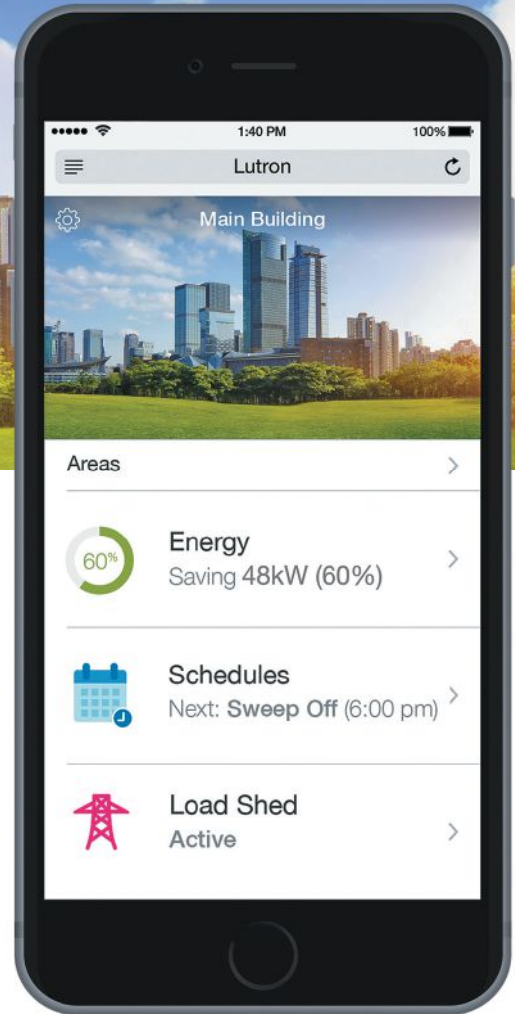 1:40 PM
100%
Lutron
Main Building
Areas
60%
Energy
Saving 48kW (60%)
Schedules
Next: Sweep Off (6:00 pm)
Load Shed
Active